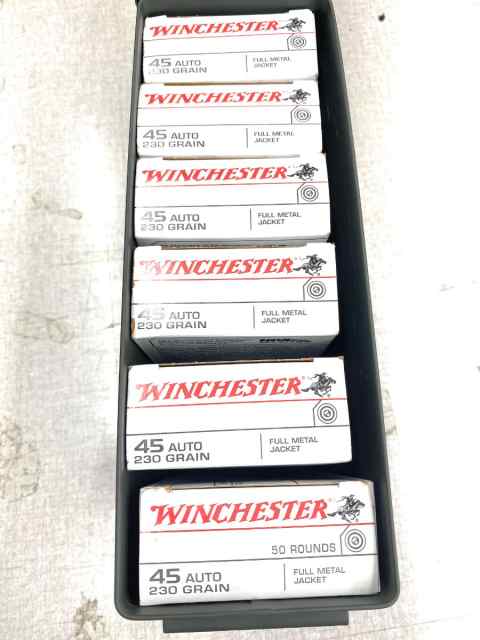 WINCHESTER
45 AUTO
230 GRAIN
FULL METAL
JACKET
WINCHESTER
45 AUTO
230 GRAIN
FULL METAL
JACKET
WINCHESTER
45 AUTO
230 GRAIN
FULL METAL
JACKET
WINCHESTER
45 AUTO
230 GRAIN
FULL METAL
JACKET
WINCHESTER
45 AUTO
230 GRAIN
FULL METAL
JACKET
WINCHESTER
50 ROUNDS
45 AUTO
230 GRAIN
FULL METAL
JACKET